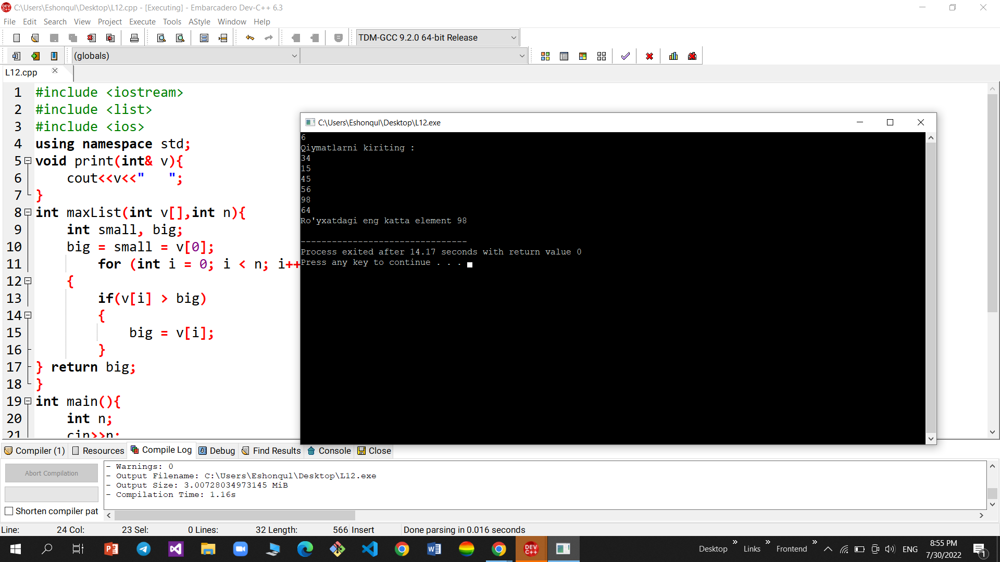 C:\Users\Eshonqul\Desktop\L12.cpp - [Executing] - Embarcadero Dev-C++ 6.3
File Edit Search View Project Execute Tools AStyle Window Help
TDM-GCC 9.2.0 64-bit Release
(globals)
L12.cpp
1 #include <iostream>
2 #include <list>
3 #include <ios>
4 using namespace std;
5 void print(int& v){
6 cout<<v<<"   ";
7 }
8 int maxList(int v[],int n){
9 int small, big;
10 big = small = v[0];
11 for (int i = 0; i < n; i++
12 {
13 if(v[i] > big)
14 {
15 big = v[i];
16 }
17 } return big;
18 }
19 int main(){
20 int n;
21 cin>>n;
C:\Users\Eshonqul\Desktop\L12.exe
6
Qiymatlarni kiriting :
34
15
45
56
98
64
Ro'yxatdagi eng katta element 98
--------------------------------
Process exited after 14.17 seconds with return value 0
Press any key to continue . . .
Compiler (1) Resources Compile Log Debug Find Results Console Close
Abort Compilation
Shorten compiler pat
- Warnings: 0
- Output Filename: C:\Users\Eshonqul\Desktop\L12.exe
- Output Size: 3.00728034973145 MiB
- Compilation Time: 1.16s
Line: 24 Col: 23 Sel: 0 Lines: 32 Length: 566 Insert Done parsing in 0.016 seconds
DEV C++
Desktop » Links » Frontend » ENG
8:55 PM
7/30/2022
1